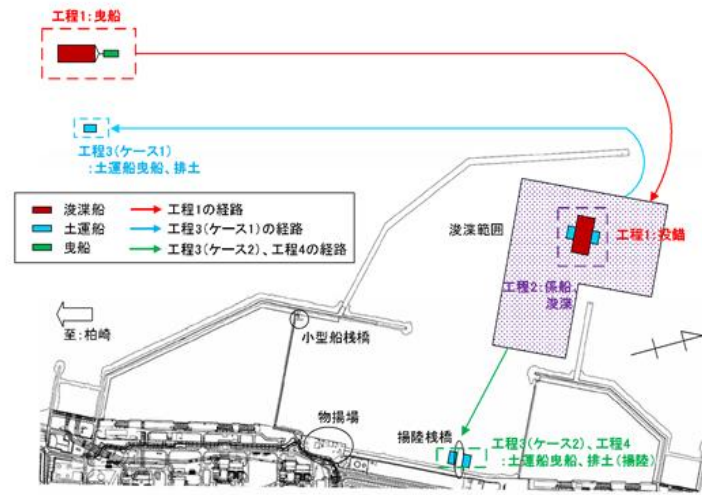 工程1:曳船
工程3(ケース1)
:土運船曳船、排土
浚渫船
工程1の経路
土運船
工程3(ケース1)の経路
曳船
工程3(ケース2)、工程4の経路
浚渫範囲
工程1:投錨
工程2:係船、
浚渫
至:柏崎
小型船桟橋
物揚場
揚陸桟橋
工程3(ケース2)、工程4
:土運船曳船、排土(揚陸)